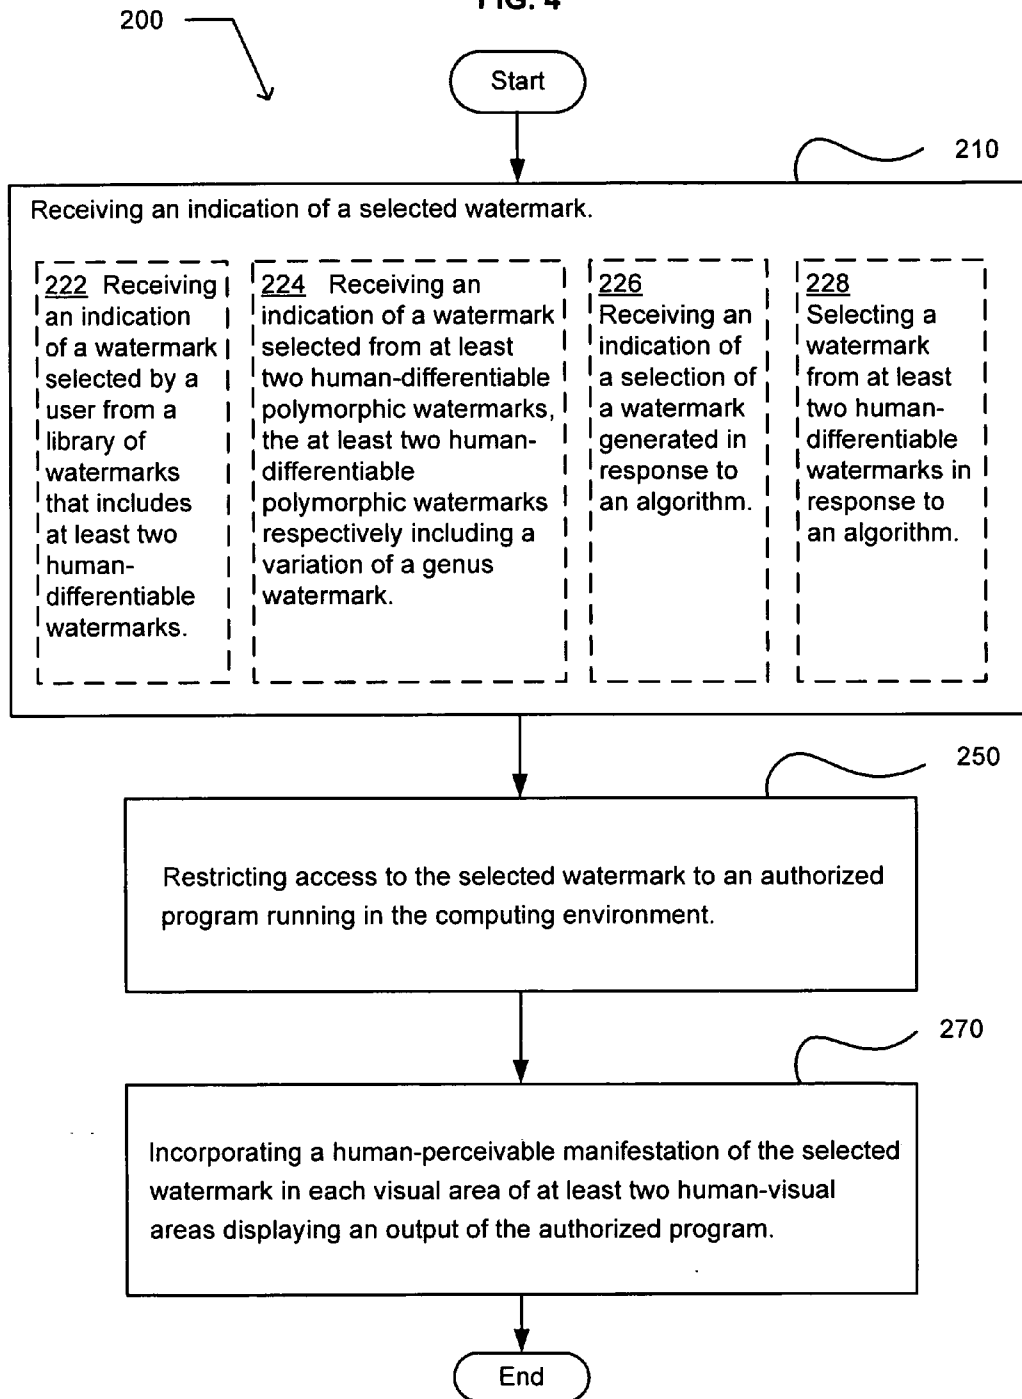 FIG. 4
200
Start
210
Receiving an indication of a selected watermark.
222 Receiving
an indication
of a watermark
selected by a
user from a
library of
watermarks
that includes
at least two
human-
differentiable
watermarks.
224 Receiving an
indication of a watermark
selected from at least
two human-differentiable
polymorphic watermarks,
the at least two human-
differentiable
polymorphic watermarks
respectively including a
variation of a genus
watermark.
226
Receiving an
indication of
a selection of
a watermark
generated in
response to
an algorithm.
228
Selecting a
watermark
from at least
two human-
differentiable
watermarks in
response to
an algorithm.
250
Restricting access to the selected watermark to an authorized
program running in the computing environment.
270
Incorporating a human-perceivable manifestation of the selected
watermark in each visual area of at least two human-visual
areas displaying an output of the authorized program.
End